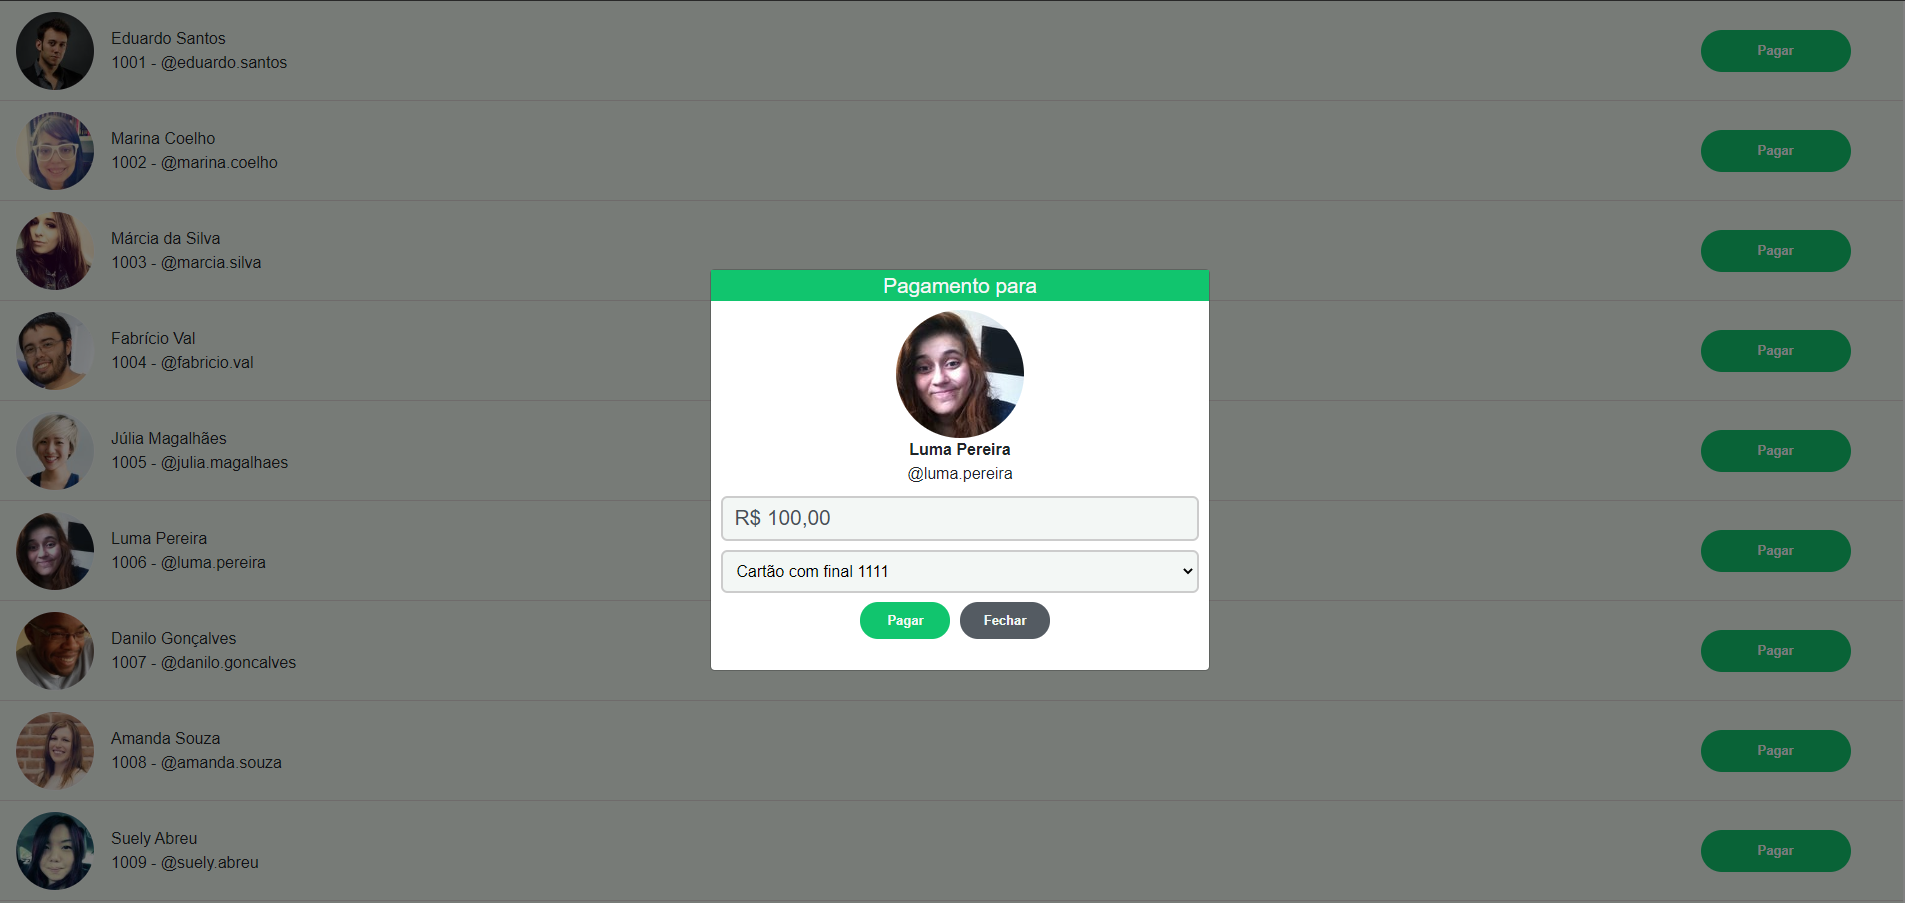 Eduardo Santos
1001 - @eduardo.santos
Pagar
Marina Coelho
1002 - @marina.coelho
Pagar
Márcia da Silva
1003 - @marcia.silva
Pagar
Fabrício Val
1004 - @fabricio.val
Pagar
Júlia Magalhães
1005 - @julia.magalhaes
Pagar
Luma Pereira
1006 - @luma.pereira
Pagar
Danilo Gonçalves
1007 - @danilo.goncalves
Pagar
Amanda Souza
1008 - @amanda.souza
Pagar
Suely Abreu
1009 - @suely.abreu
Pagar
Pagamento para
Luma Pereira
@luma.pereira
R$ 100,00
Cartão com final 1111
Pagar
Fechar